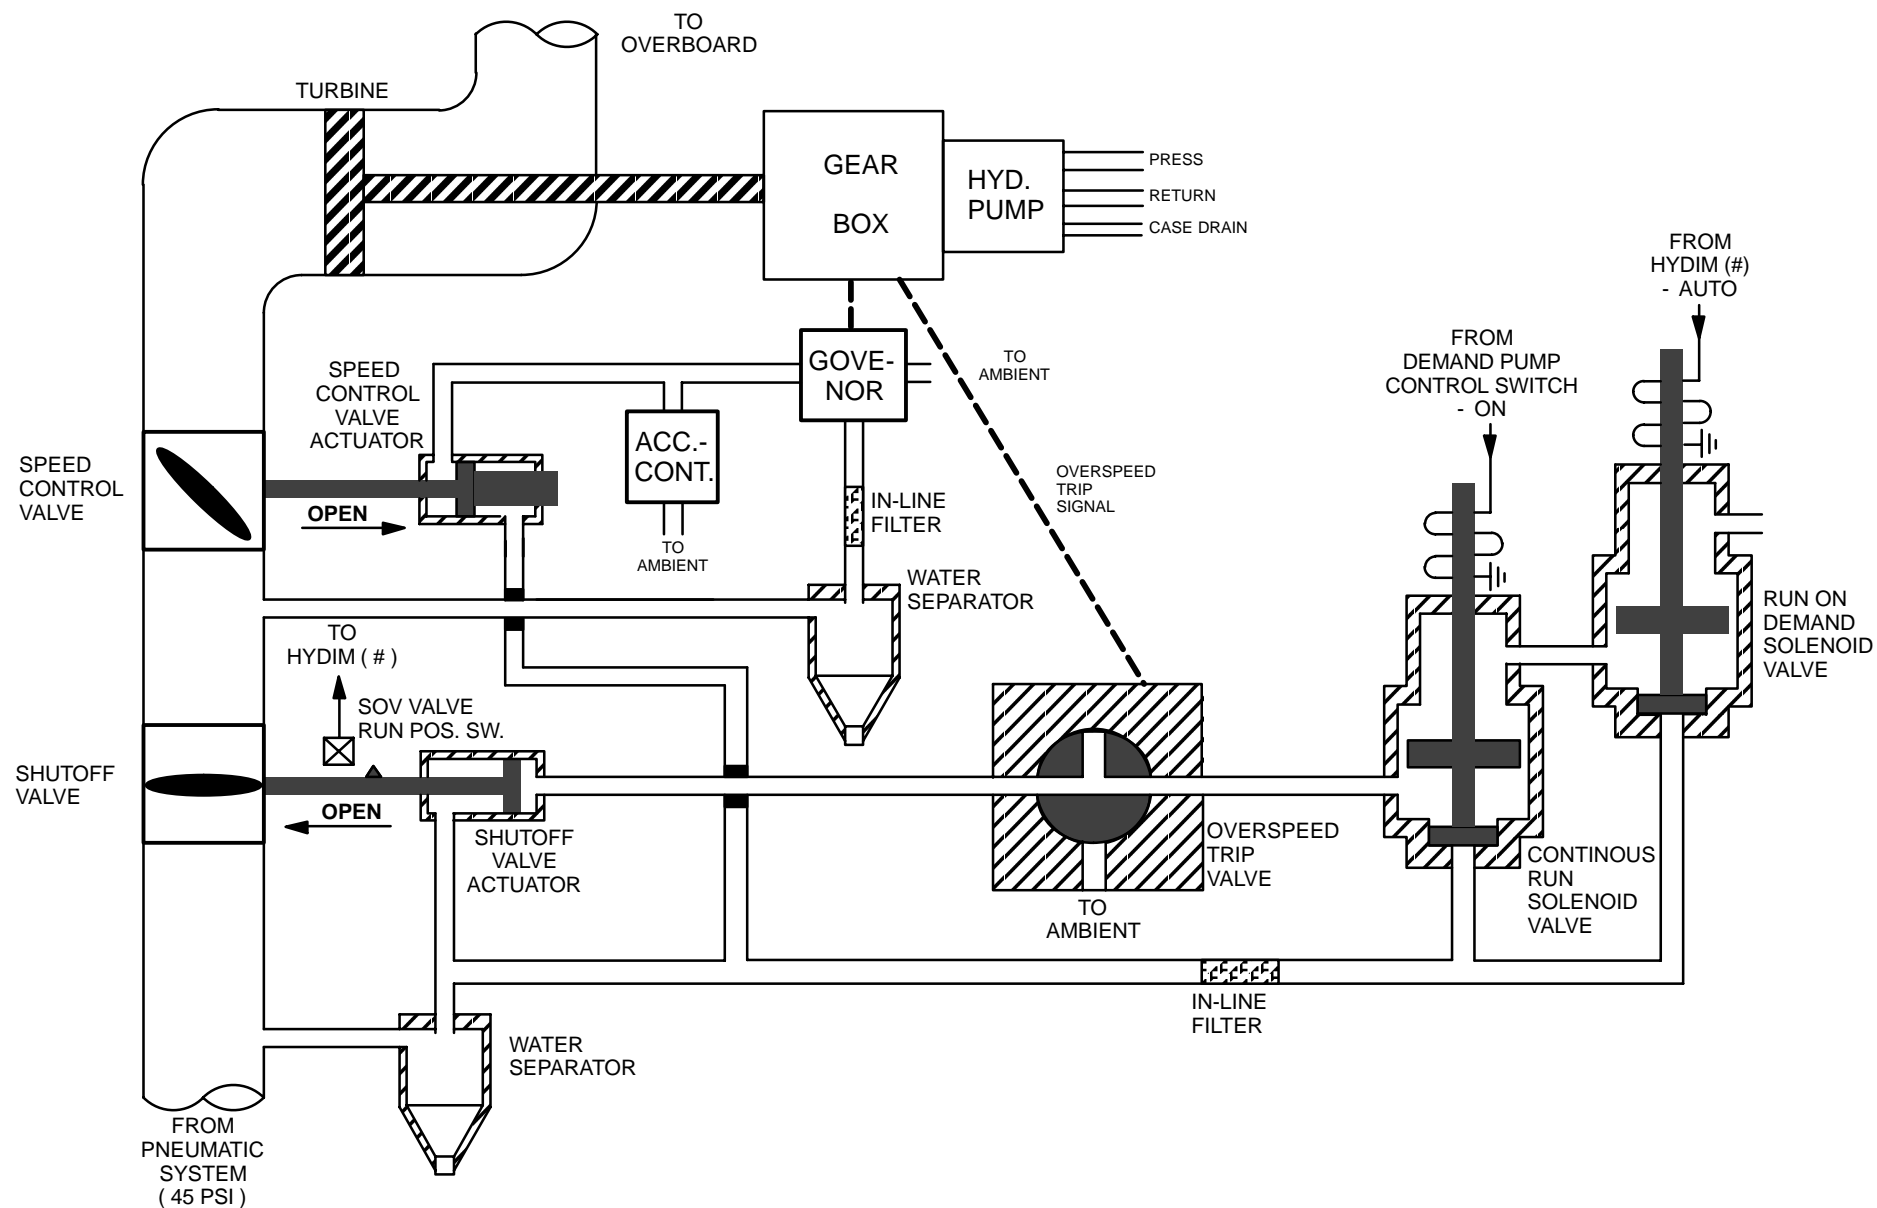 TO
OVERBOARD
TURBINE
GEAR
BOX
HYD.
PUMP
PRESS
RETURN
CASE DRAIN
FROM
HYDIM (#)
- AUTO
FROM
DEMAND PUMP
CONTROL SWITCH
- ON
SPEED
CONTROL
VALVE
ACTUATOR
GOVE-
NOR
TO
AMBIENT
ACC.-
CONT.
TO
AMBIENT
SPEED
CONTROL
VALVE
OPEN
IN-LINE
FILTER
OVERSPEED
TRIP
SIGNAL
WATER
SEPARATOR
RUN ON
DEMAND
SOLENOID
VALVE
TO
HYDIM ( # )
SOV VALVE
RUN POS. SW.
SHUTOFF
VALVE
OPEN
SHUTOFF
VALVE
ACTUATOR
OVERSPEED
TRIP
VALVE
TO
AMBIENT
CONTINOUS
RUN
SOLENOID
VALVE
IN-LINE
FILTER
WATER
SEPARATOR
FROM
PNEUMATIC
SYSTEM
( 45 PSI )